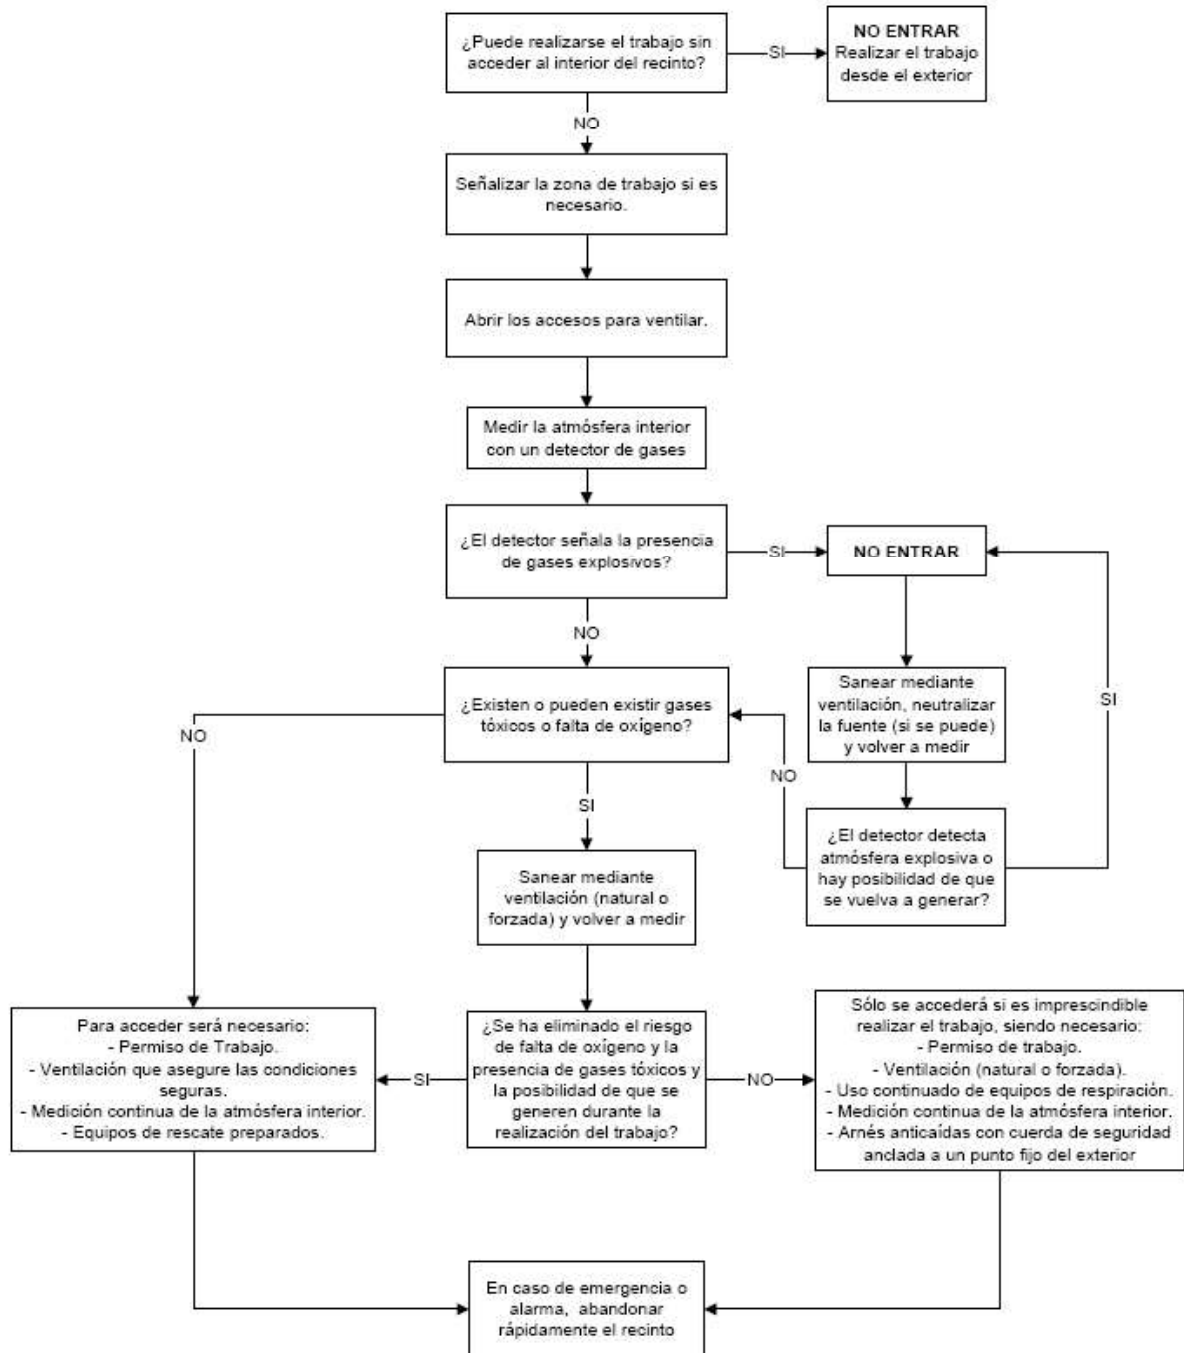 ¿Puede realizarse el trabajo sin
acceder al interior del recinto?
SI
NO ENTRAR
Realizar el trabajo
desde el exterior
NO
Señalizar la zona de trabajo si es
necesario.
Abrir los accesos para ventilar.
Medir la atmósfera interior
con un detector de gases
¿El detector señala la presencia
de gases explosivos?
SI
NO ENTRAR
NO
¿Existen o pueden existir gases
tóxicos o falta de oxígeno?
Sanear mediante
ventilación, neutralizar
la fuente (si se puede)
y volver a medir
SI
NO
NO
¿El detector detecta
atmósfera explosiva o
hay posibilidad de que
se vuelva a generar?
SI
Sanear mediante
ventilación (natural o
forzada) y volver a medir
Para acceder será necesario:
- Permiso de Trabajo.
- Ventilación que asegure las condiciones
seguras.
- Medición continua de la atmósfera interior.
- Equipos de rescate preparados.
SI
¿Se ha eliminado el riesgo
de falta de oxígeno y la
presencia de gases tóxicos y
la posibilidad de que se
generen durante la
realización del trabajo?
NO
Sólo se accederá si es imprescindible
realizar el trabajo, siendo necesario:
- Permiso de trabajo.
- Ventilación (natural o forzada).
- Uso continuado de equipos de respiración.
- Medición continua de la atmósfera interior.
- Arnés anticaídas con cuerda de seguridad
anclada a un punto fijo del exterior
En caso de emergencia o
alarma, abandonar
rápidamente el recinto